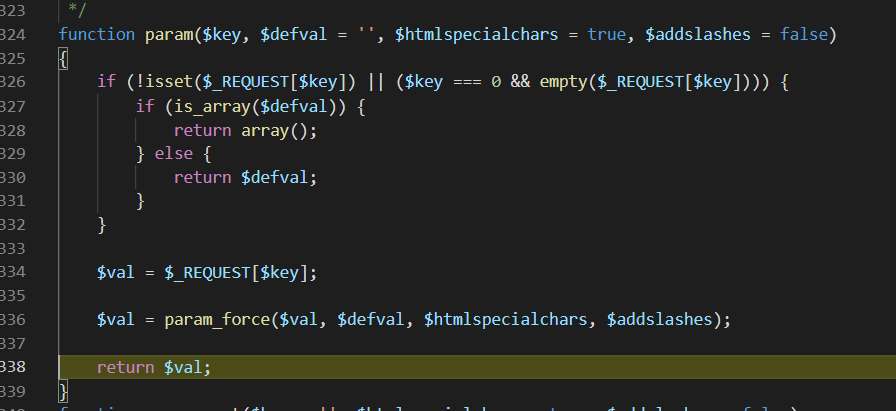 323 */
324 function param($key, $defval = '', $htmlspecialchars = true, $addslashes = false)
325 {
326     if (!isset($_REQUEST[$key]) || ($key === 0 && empty($_REQUEST[$key]))) {
327         if (is_array($defval)) {
328             return array();
329         } else {
330             return $defval;
331         }
332     }
333
334     $val = $_REQUEST[$key];
335
336     $val = param_force($val, $defval, $htmlspecialchars, $addslashes);
337
338     return $val;
339 }